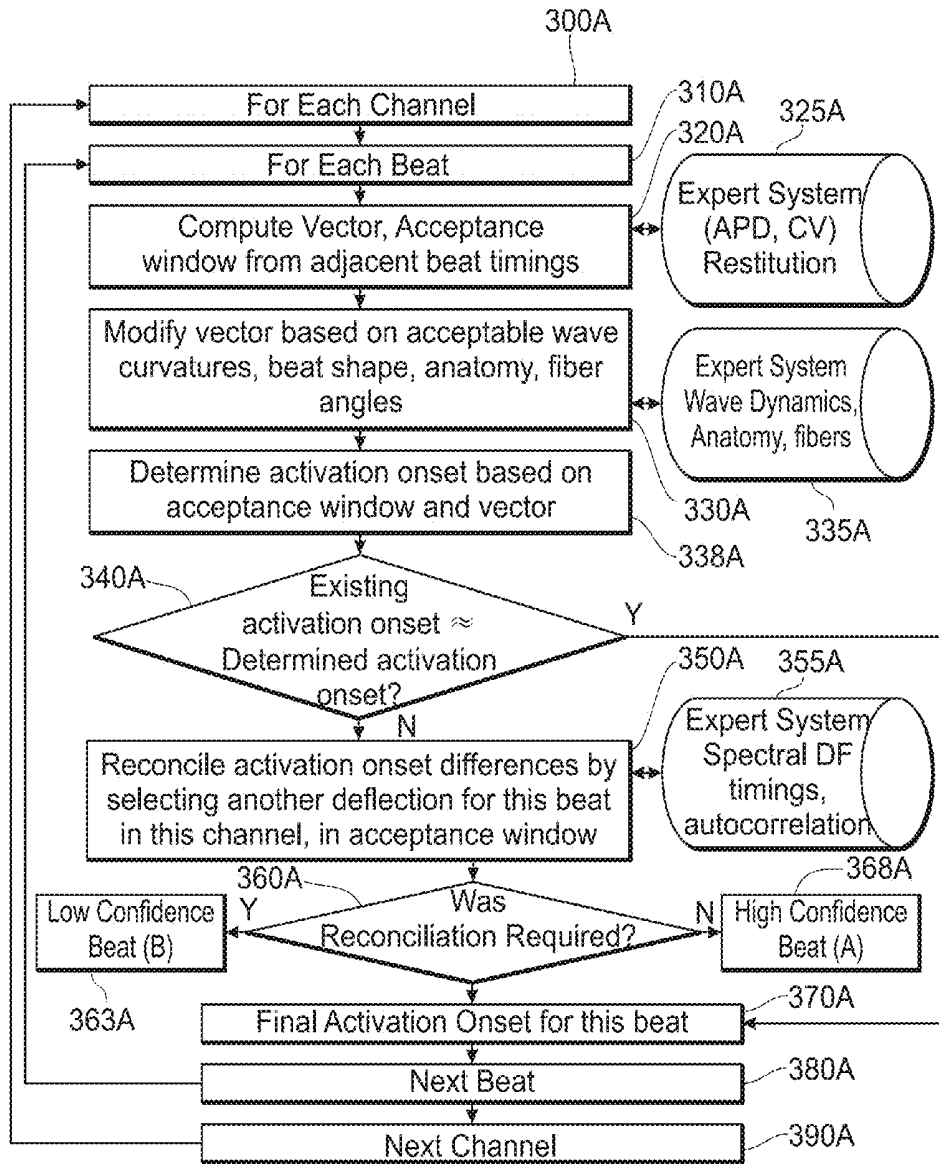 300A
For Each Channel
310A
For Each Beat
320A
325A
Compute Vector, Acceptance
window from adjacent beat timings
Expert System
(APD, CV)
Restitution
Modify vector based on acceptable wave
curvatures, beat shape, anatomy, fiber
angles
Expert System
Wave Dynamics,
Anatomy, fibers
330A
335A
Determine activation onset based on
acceptance window and vector
338A
340A
Existing
activation onset ≈
Determined activation
onset?
Y
N
350A
355A
Reconcile activation onset differences by
selecting another deflection for this beat
in this channel, in acceptance window
Expert System
Spectral DF
timings,
autocorrelation
360A
368A
Low Confidence
Beat (B)
Y
Was
Reconciliation Required?
N
High Confidence
Beat (A)
363A
370A
Final Activation Onset for this beat
Next Beat
380A
Next Channel
390A